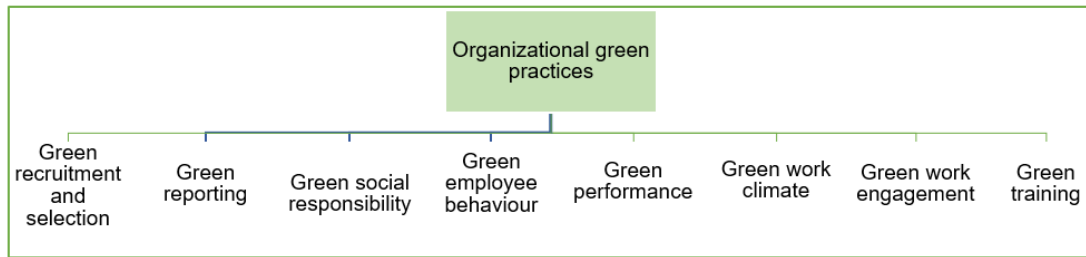 Organizational green
practices
Green
recruitment
and
selection
Green
reporting
Green social
responsibility
Green
employee
behaviour
Green
performance
Green work
climate
Green work
engagement
Green
training